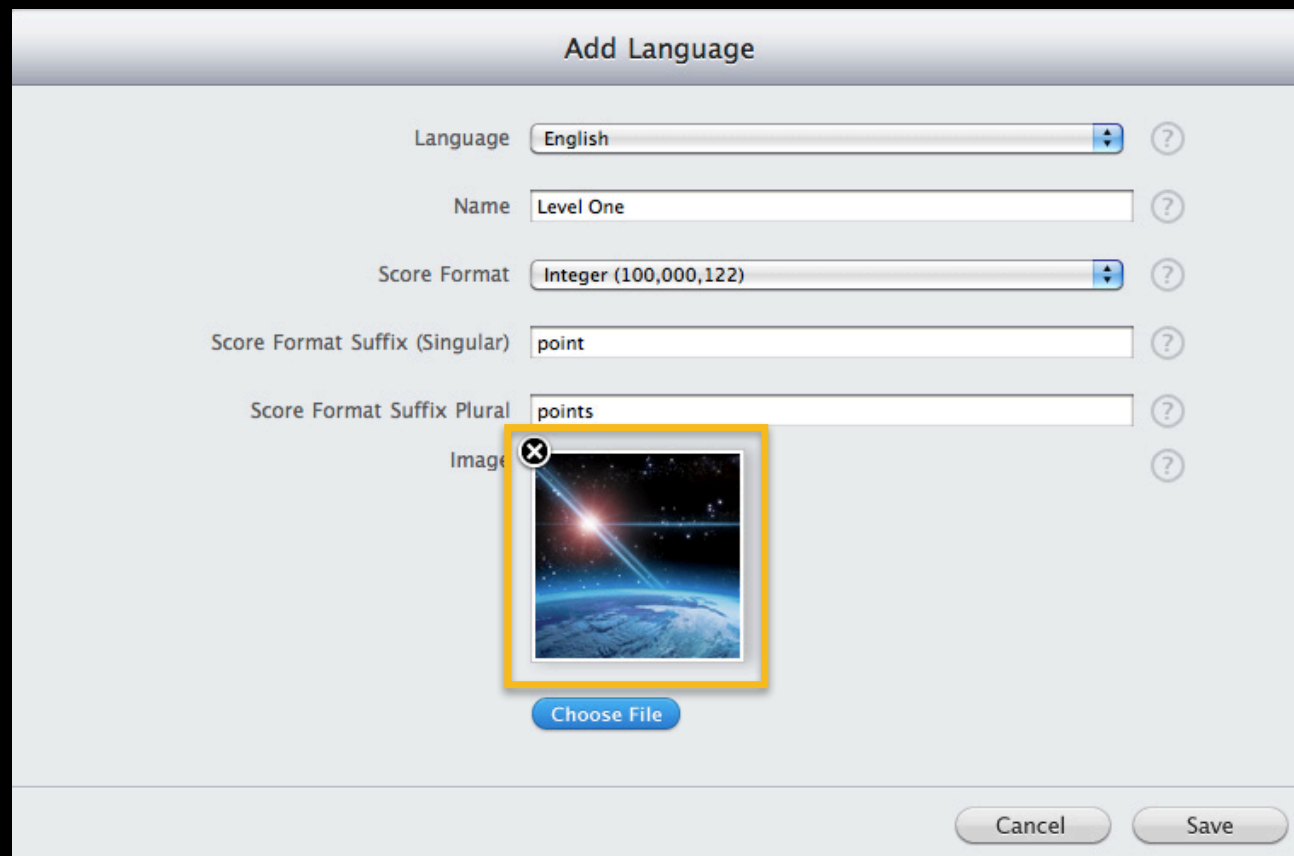 Add Language
Language English ?
Name Level One ?
Score Format Integer (100,000,122) ?
Score Format Suffix (Singular) point ?
Score Format Suffix Plural points ?
Image ?
Choose File
Cancel Save